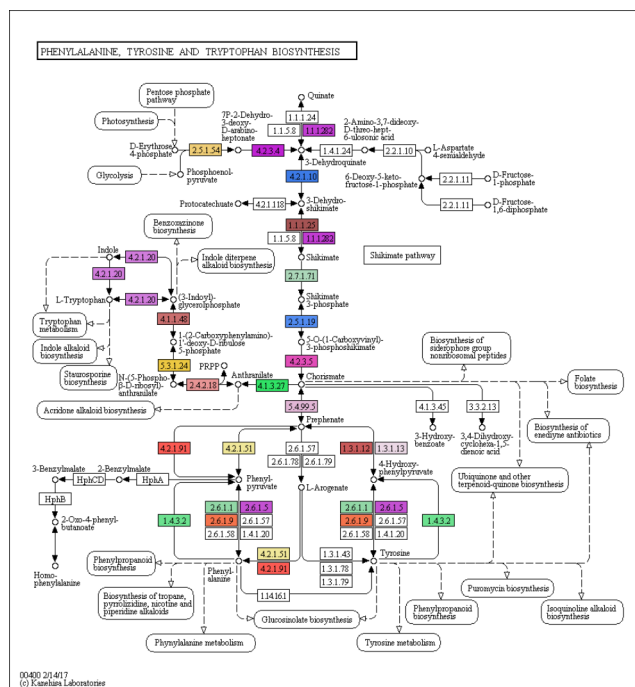 PHENYLALANINE, TYROSINE AND TRYPTOPHAN BIOSYNTHESIS
Quinate
Pentose phosphate
pathway
Photosynthesis
7P-2-Dehydro-
3-deoxy-
D-arabino-
heptonate
1.1.1.24
1.1.5.8
1.1.1.282
2-Amino-3,7-dideoxy-
D-threo-hept-
6-ulosonic acid
D-Erythrose
4-phosphate
2.5.1.54
4.2.3.4
1.4.1.24
2.2.1.10
L-Aspartate
4-semialdehyde
3-Dehydroquinate
Glycolysis
Phosphoenol-
pyruvate
4.2.1.10
6-Deoxy-5-keto-
fructose-1-phosphate
2.2.1.11
D-Fructose-
1-phosphate
Protocatechuate
4.2.1.118
3-Dehydro-
shikimate
2.2.1.11
D-Fructose-
1,6-diphosphate
1.1.1.25
1.1.5.8
1.1.1.282
Benzoxazinone
biosynthesis
Indole
4.2.1.20
Indole diterpene
alkaloid biosynthesis
Shikimate
Shikimate pathway
4.2.1.20
2.7.1.71
L-Tryptophan
4.2.1.20
(3-Indolyl)-
glycerolphosphate
Shikimate
3-phosphate
Tryptophan
metabolism
4.1.1.48
2.5.1.19
Indole alkaloid
biosynthesis
1-(2-Carboxyphenylamino)-
1'-deoxy-D-ribulose
5-phosphate
5-O-(1-Carboxyvinyl)-
3-phosphoshikimate
Biosynthesis of
siderophore group
nonribosomal peptides
Staurosporine
biosynthesis
5.3.1.24
PRPP
4.2.3.5
N-(5-Phospho-
β-D-ribosyl)-
anthranilate
2.4.2.18
Anthranilate
4.1.3.27
Chorismate
Folate biosynthesis
Acridone alkaloid biosynthesis
5.4.99.5
4.1.3.45
3.3.2.13
Prephenate
3-Hydroxy-
benzoate
3,4-Dihydroxy-
cyclohexa-1,5-
dienoic acid
Biosynthesis of
enediyne antibiotics
4.2.1.91
4.2.1.51
2.6.1.57
2.6.1.78
2.6.1.79
1.3.1.12
1.3.1.13
3-Benzylmalate
2-Benzylmalate
HphCD
HphA
Phenyl-
pyruvate
L-Arogenate
4-Hydroxy-
phenylpyruvate
Ubiquinone and other
terpenoid-quinone biosynthesis
HphB
2-Oxo-4-phenyl-
butanoate
1.4.3.2
2.6.1.1
2.6.1.5
2.6.1.9
2.6.1.57
2.6.1.58
1.4.1.20
2.6.1.1
2.6.1.5
2.6.1.9
2.6.1.57
2.6.1.58
1.4.1.20
1.4.3.2
Homo-
phenylalanine
Phenylpropanoid
biosynthesis
4.2.1.51
4.2.1.91
1.3.1.43
1.3.1.78
1.3.1.79
Tyrosine
Phenyl-
alanine
Biosynthesis of tropane,
pyrrolizidine, nicotine and
piperidine alkaloids
1.14.16.1
Glucosinolate biosynthesis
Puromycin biosynthesis
Phenylpropanoid
biosynthesis
Isoquinoline alkaloid
biosynthesis
Phynylalanine metabolism
Tyrosine metabolism
00400 2/14/17
(c) Kanehisa Laboratories